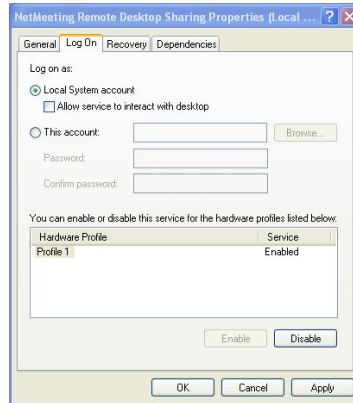 NetMeeting Remote Desktop Sharing Properties (Local ...
General Log On Recovery Dependencies
Log on as:
Local System account
Allow service to interact with desktop
This account:
Browse...
Password:
Confirm password:
You can enable or disable this service for the hardware profiles listed below:
Hardware Profile Service
Profile 1 Enabled
Enable Disable
OK Cancel Apply